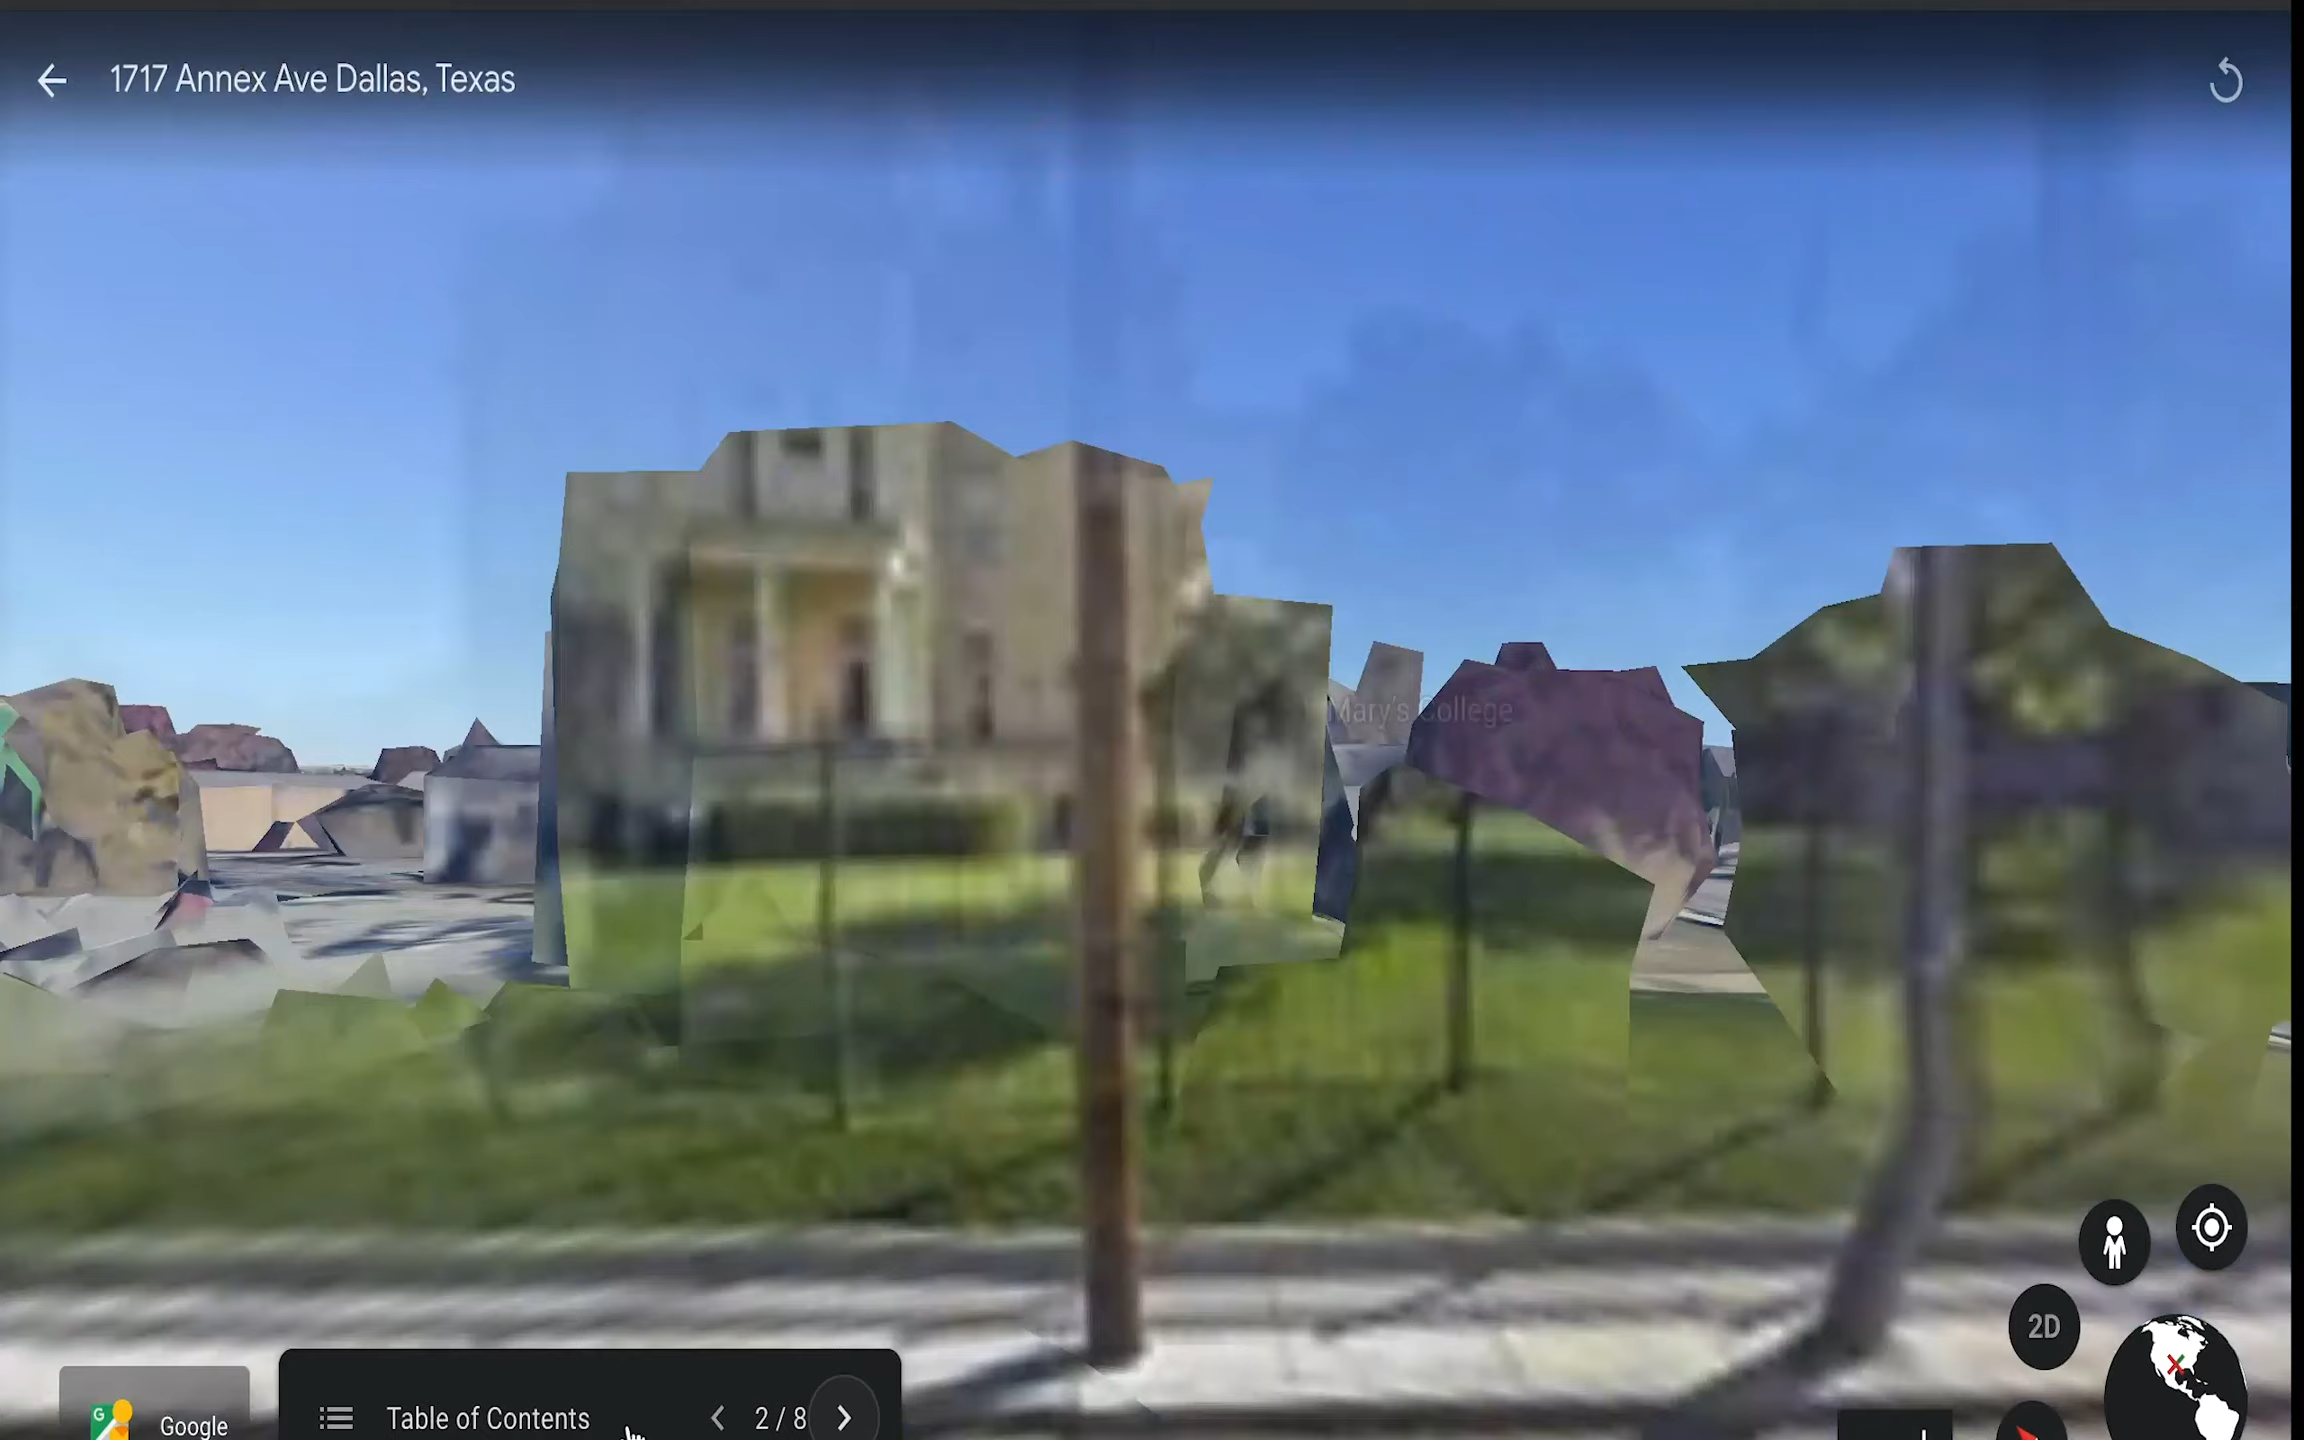 1717 Annex Ave Dallas, Texas
Mary's College
2D
Google
Table of Contents
2 / 8